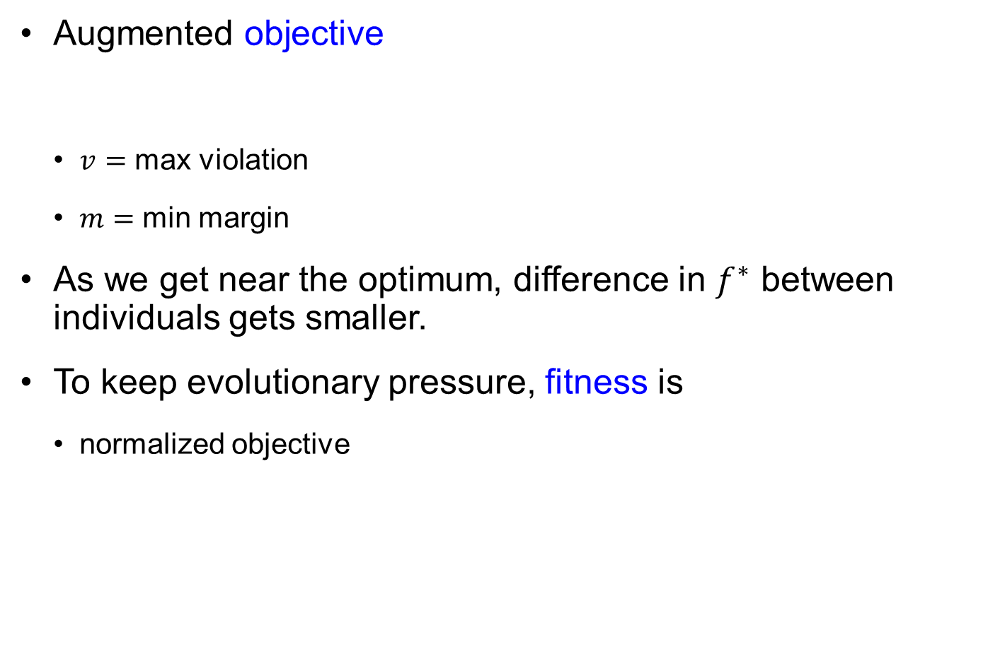 • Augmented objective
• 𝑣 = max violation
• 𝑚 = min margin
• As we get near the optimum, difference in 𝑓* between
individuals gets smaller.
• To keep evolutionary pressure, fitness is
• normalized objective